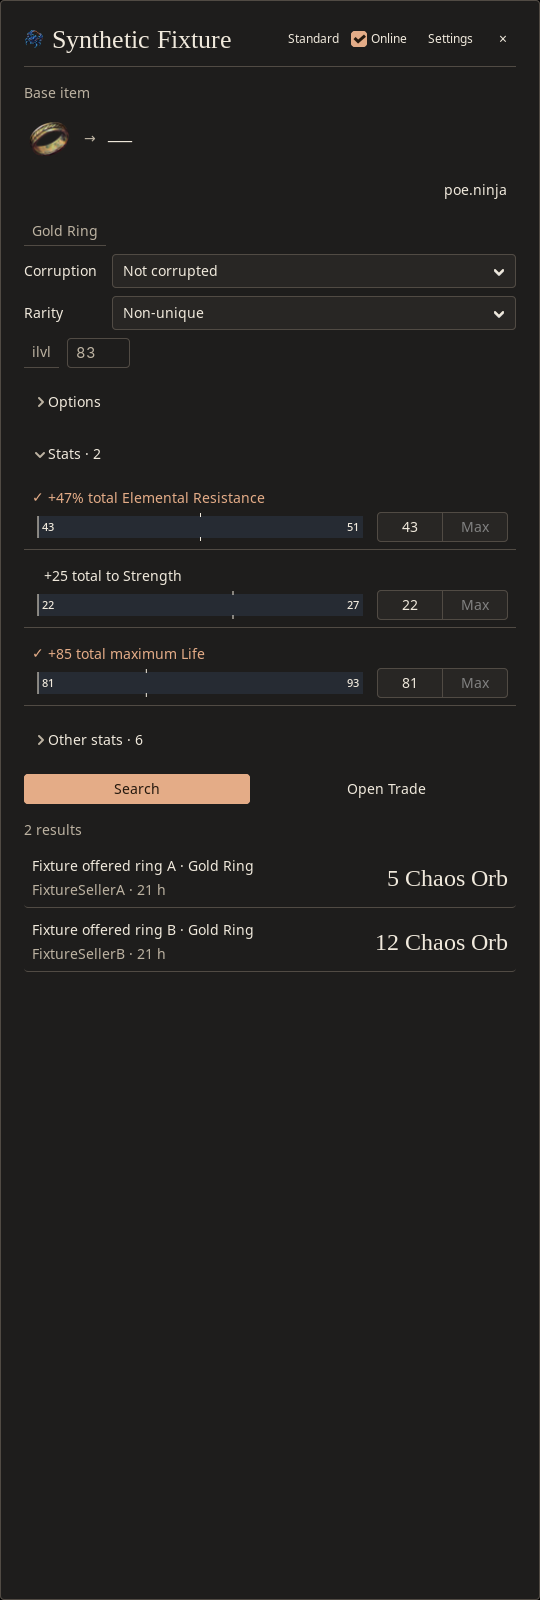 Synthetic Fixture Standard Online Settings ×
Base item
→ —
poe.ninja
Gold Ring
Corruption Not corrupted
Rarity Non-unique
ilvl 83
Options
Stats · 2
✓ +47% total Elemental Resistance
43 51 43 Max
+25 total to Strength
22 27 22 Max
✓ +85 total maximum Life
81 93 81 Max
Other stats · 6
Search Open Trade
2 results
Fixture offered ring A · Gold Ring
FixtureSellerA · 21 h
5 Chaos Orb
Fixture offered ring B · Gold Ring
FixtureSellerB · 21 h
12 Chaos Orb